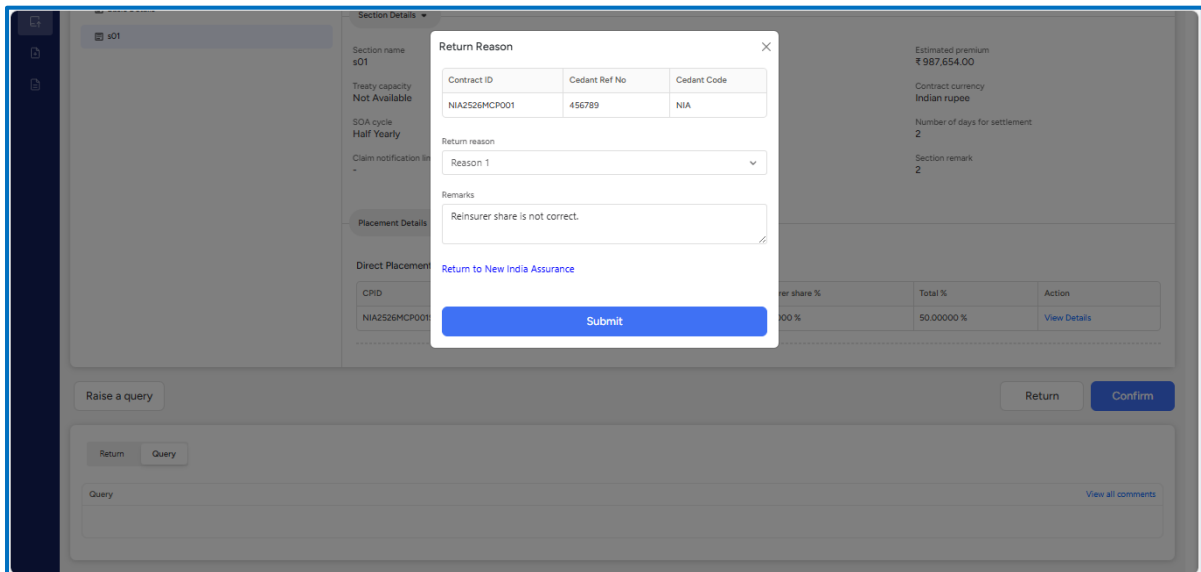 Section Details
s01
Return Reason
Section name
s01
Estimated premium
₹ 987,654.00
Contract ID Cedant Ref No Cedant Code
NIA2526MCP001 456789 NIA
Treaty capacity
Not Available
Contract currency
Indian rupee
SOA cycle
Half Yearly
Number of days for settlement
2
Return reason
Reason 1
Claim notification
-
Section remark
2
Remarks
Reinsurer share is not correct.
Placement Details
Return to New India Assurance
Direct Placement
CPID share % Total % Action
NIA2526MCP001 50.00000 % View Details
Submit
Raise a query Return Confirm
Return Query
Query View all comments